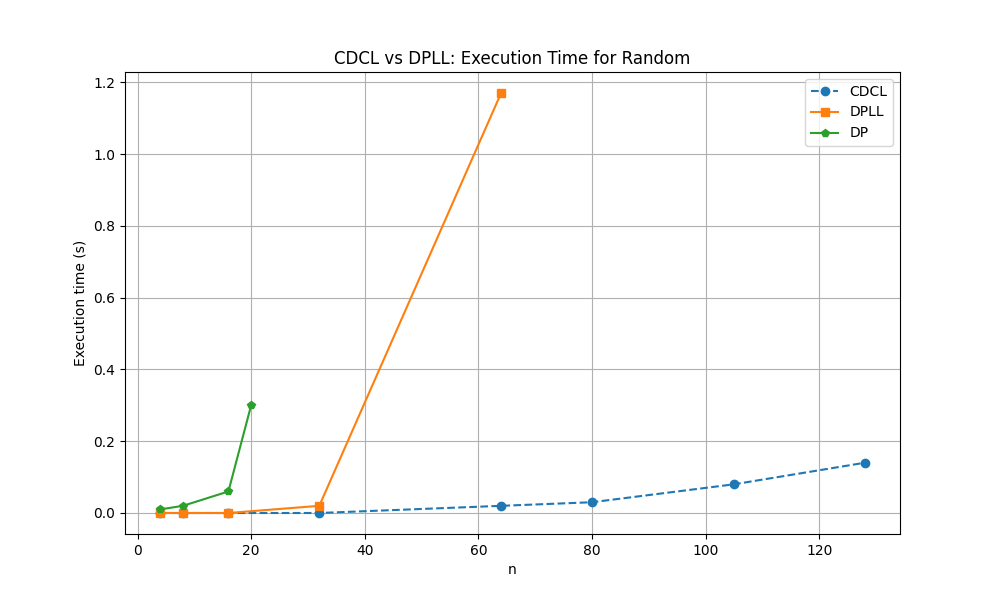 CDCL vs DPLL: Execution Time for Random
CDCL
DPLL
DP
Execution time (s)
1.2
1.0
0.8
0.6
0.4
0.2
0.0
0 20 40 60 80 100 120
n